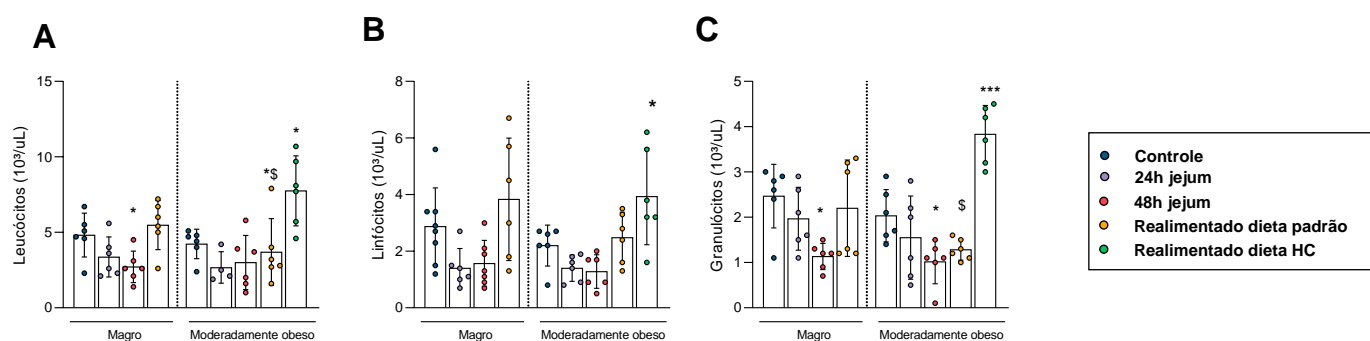 A
Leucócitos (10³/uL)
15
10
5
0
*
*$
*
Magro
Moderadamente obeso
B
Linfócitos (10³/uL)
8
6
4
2
0
*
Magro
Moderadamente obeso
C
Granulócitos (10³/uL)
5
4
3
2
1
0
*
*
$
***
Magro
Moderadamente obeso
Controle
24h jejum
48h jejum
Realimentado dieta padrão
Realimentado dieta HC